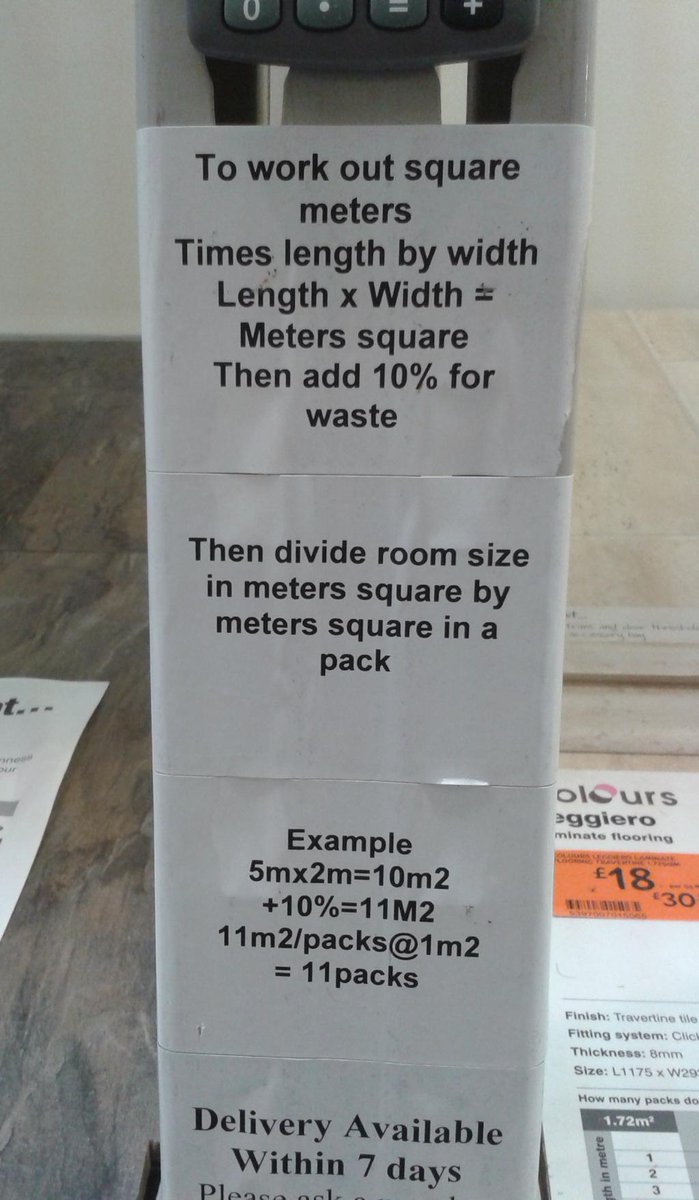 0 . = +
To work out square
meters
Times length by width
Length x Width =
Meters square
Then add 10% for
waste
Then divide room size
in meters square by
meters square in a
pack
Example
5mx2m=10m2
+10%=11M2
11m2/packs@1m2
= 11packs
Delivery Available
Within 7 days
Please ask a
t...
olours
eggiero
minate flooring
£18
£30
Finish: Travertine tile
Fitting system: Clic
Thickness: 8mm
Size: L1175 x W29
How many packs do
1.72m²
th in metre
1
2
3